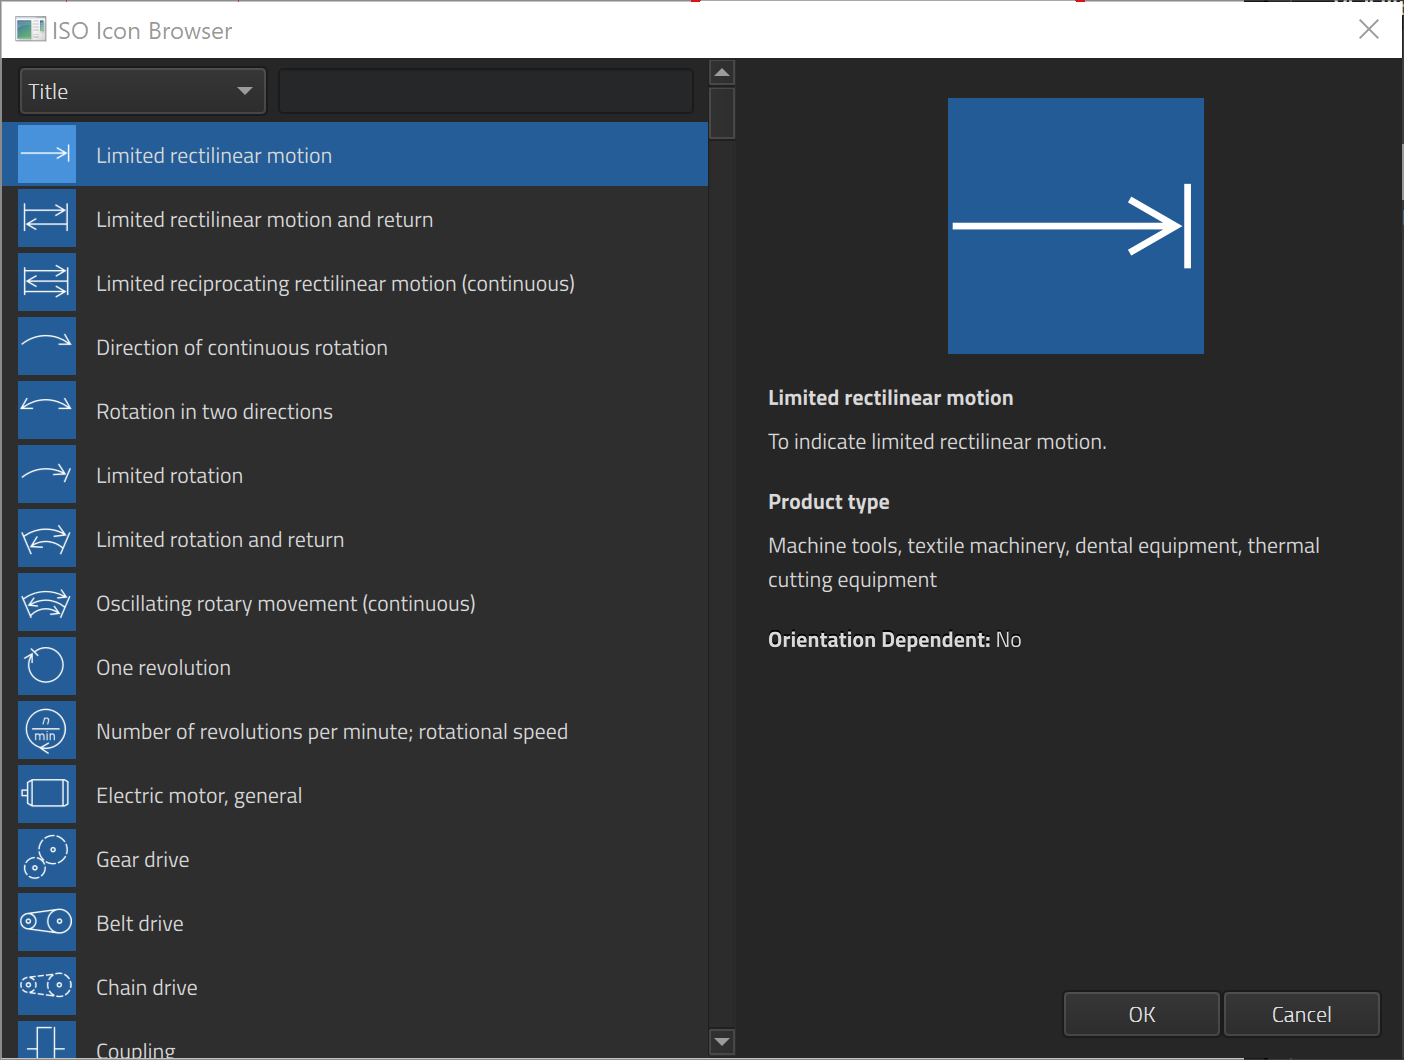 ISO Icon Browser
Title
Limited rectilinear motion
Limited rectilinear motion and return
Limited reciprocating rectilinear motion (continuous)
Direction of continuous rotation
Rotation in two directions
Limited rotation
Limited rotation and return
Oscillating rotary movement (continuous)
One revolution
n
min
Number of revolutions per minute; rotational speed
Electric motor, general
Gear drive
Belt drive
Chain drive
Coupling
Limited rectilinear motion
To indicate limited rectilinear motion.
Product type
Machine tools, textile machinery, dental equipment, thermal
cutting equipment
Orientation Dependent: No
OK
Cancel